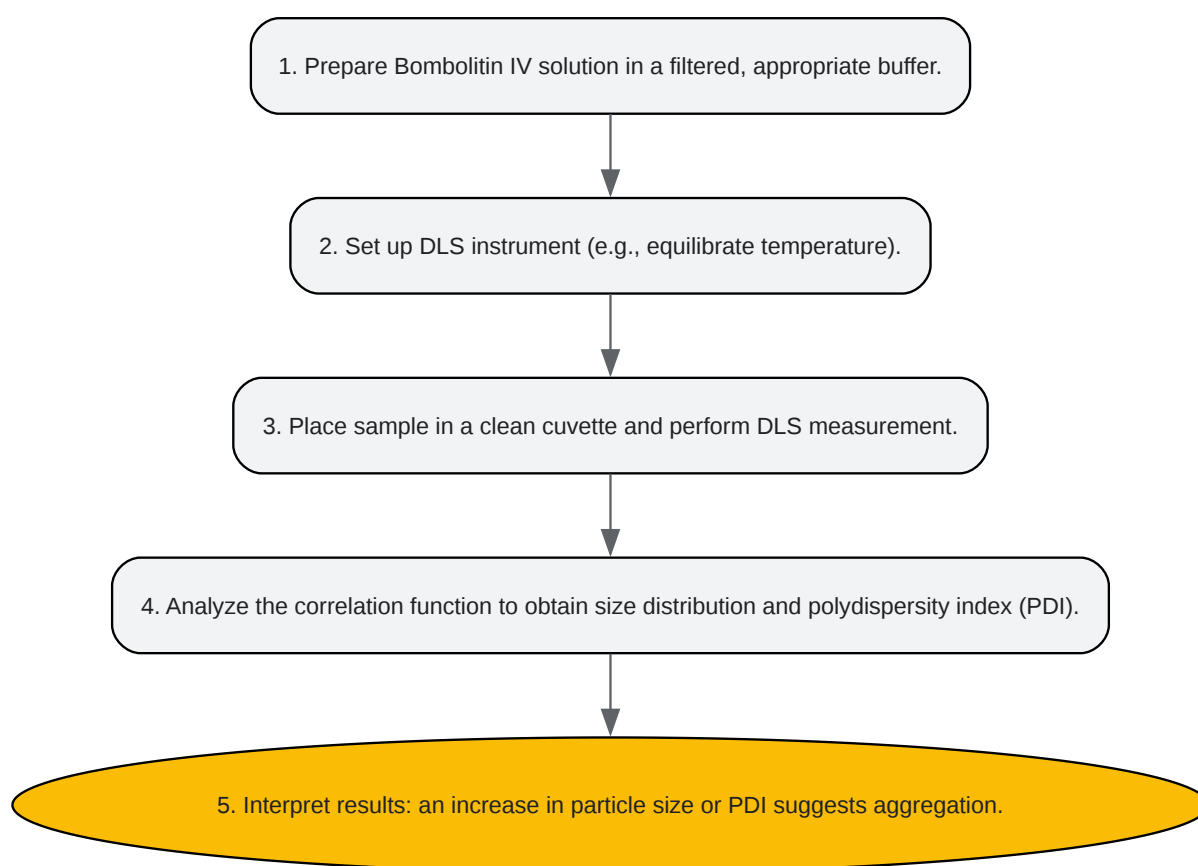 1. Prepare Bombolitin IV solution in a filtered, appropriate buffer.
2. Set up DLS instrument (e.g., equilibrate temperature).
3. Place sample in a clean cuvette and perform DLS measurement.
4. Analyze the correlation function to obtain size distribution and polydispersity index (PDI).
5. Interpret results: an increase in particle size or PDI suggests aggregation.